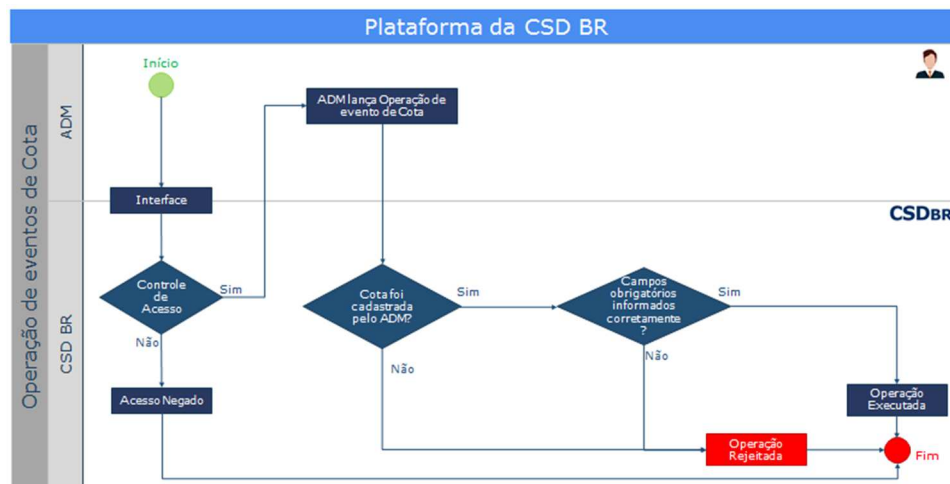 Plataforma da CSD BR
Operação de eventos de Cota
ADM
CSD BR
Início
ADM lança Operação de
evento de Cota
Interface
CSDBR
Controle
de
Acesso
Sim
Cota foi
cadastrada
pelo ADM?
Sim
Campos
obrigatórios
informados
corretamente
?
Sim
Não
Não
Não
Acesso Negado
Operação
Executada
Operação
Rejeitada
Fim